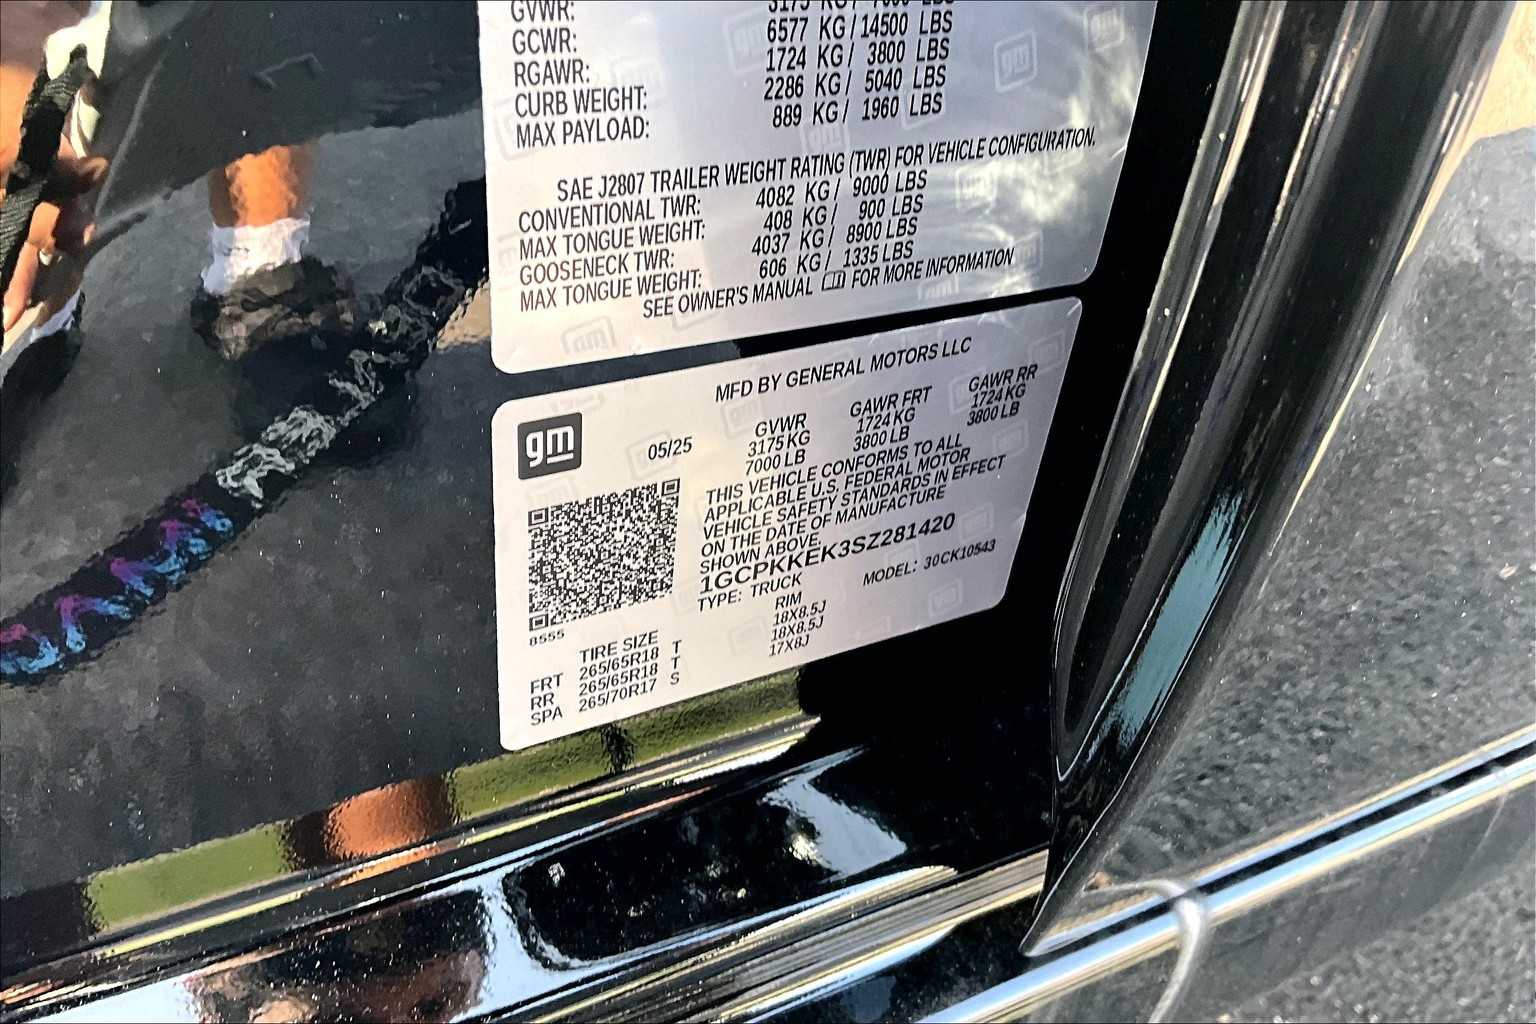 GVWR: 3175 KG / 7000 LBS
GCWR: 6577 KG / 14500 LBS
RGAWR: 1724 KG / 3800 LBS
CURB WEIGHT: 2286 KG / 5040 LBS
MAX PAYLOAD: 889 KG / 1960 LBS
SAE J2807 TRAILER WEIGHT RATING (TWR) FOR VEHICLE CONFIGURATION.
CONVENTIONAL TWR: 4082 KG / 9000 LBS
MAX TONGUE WEIGHT: 408 KG / 900 LBS
GOOSENECK TWR: 4037 KG / 8900 LBS
MAX TONGUE WEIGHT: 606 KG / 1335 LBS
SEE OWNER'S MANUAL FOR MORE INFORMATION
MFD BY GENERAL MOTORS LLC
gm
05/25
GVWR GAWR FRT GAWR RR
3175KG 1724KG 1724KG
7000 LB 3800 LB 3800 LB
THIS VEHICLE CONFORMS TO ALL
APPLICABLE U.S. FEDERAL MOTOR
VEHICLE SAFETY STANDARDS IN EFFECT
ON THE DATE OF MANUFACTURE
SHOWN ABOVE.
1GCPKKEK3SZ281420
TYPE: TRUCK MODEL: 30CK10543
8555
TIRE SIZE RIM
FRT 265/65R18 T 18X8.5J
RR 265/65R18 T 18X8.5J
SPA 265/70R17 S 17X8J